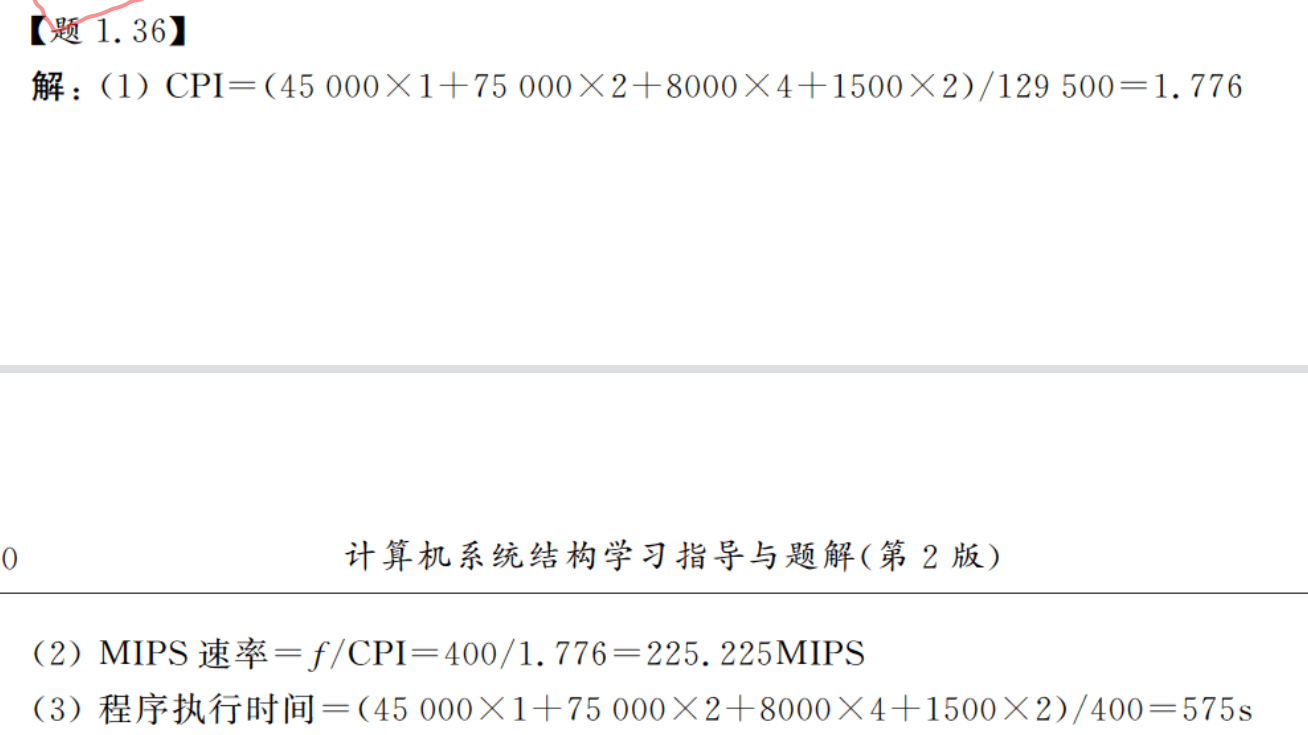 【题 1.36】
解：(1) CPI=(45 000×1+75 000×2+8000×4+1500×2)/129 500=1.776
0
计算机系统结构学习指导与题解(第 2 版)
(2) MIPS 速率=f/CPI=400/1.776=225.225MIPS
(3) 程序执行时间=(45 000×1+75 000×2+8000×4+1500×2)/400=575s